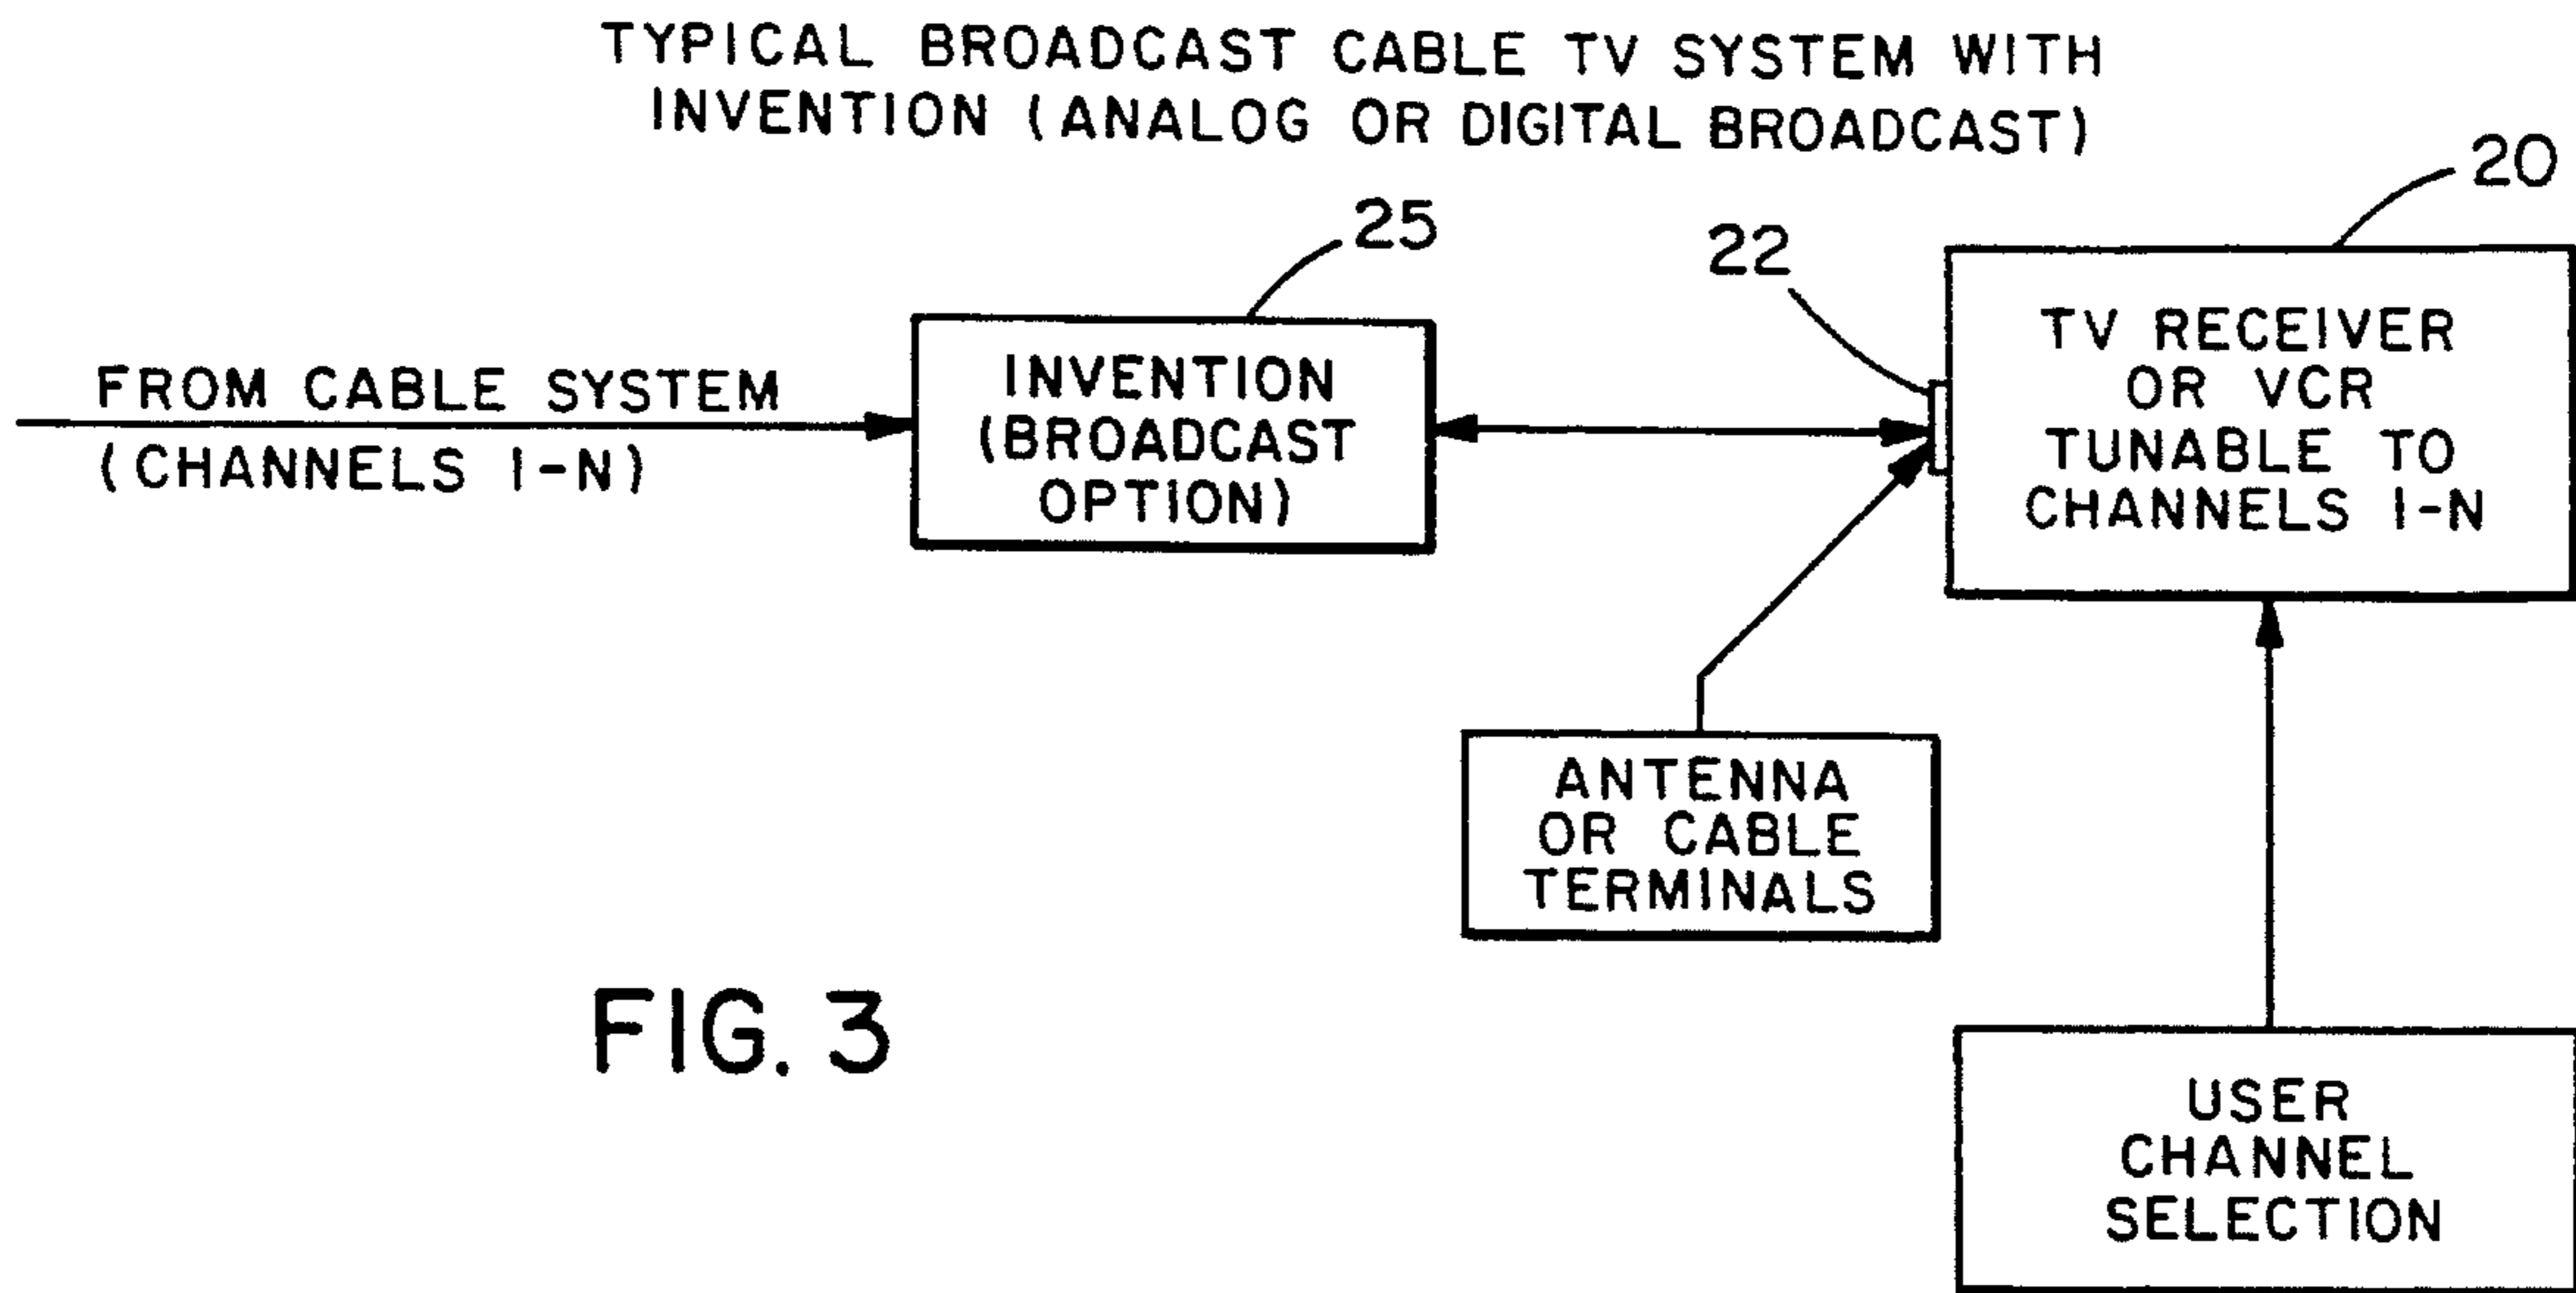 TYPICAL BROADCAST CABLE TV SYSTEM WITH
INVENTION (ANALOG OR DIGITAL BROADCAST)
20
25
22
FROM CABLE SYSTEM
(CHANNELS 1-N)
INVENTION
(BROADCAST
OPTION)
TV RECEIVER
OR VCR
TUNABLE TO
CHANNELS 1-N
ANTENNA
OR CABLE
TERMINALS
FIG. 3
USER
CHANNEL
SELECTION